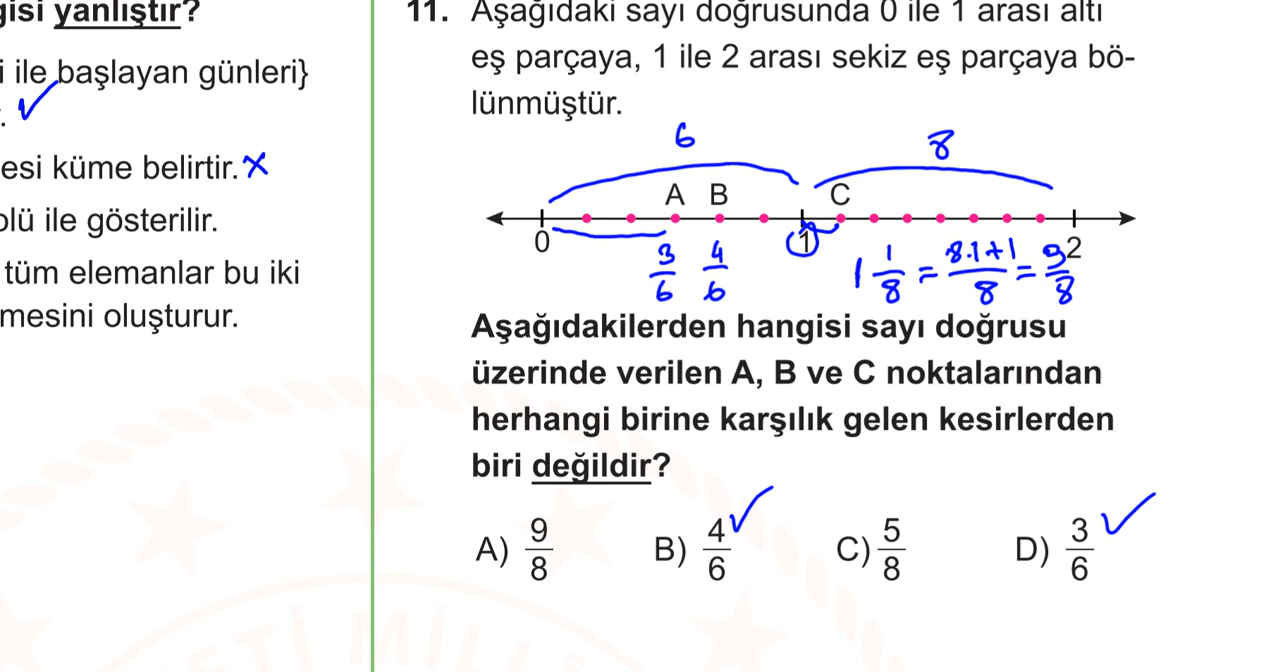 gisi yanlıştır?
i ile başlayan günleri}
. ✓
esi küme belirtir. ×
olü ile gösterilir.
tüm elemanlar bu iki
mesini oluşturur.
11. Aşağıdaki sayı doğrusunda 0 ile 1 arası altı
eş parçaya, 1 ile 2 arası sekiz eş parçaya bö-
lünmüştür.
6 8
A B C
0 1 2
3/6 4/6 1 1/8 = 8.1+1/8 = 9/8
Aşağıdakilerden hangisi sayı doğrusu
üzerinde verilen A, B ve C noktalarından
herhangi birine karşılık gelen kesirlerden
biri değildir?
A) 9/8 B) 4/6 ✓ C) 5/8 D) 3/6 ✓